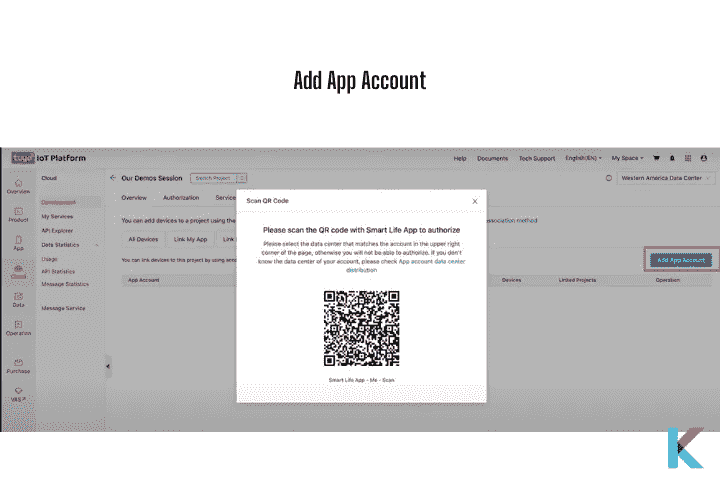 Add App Account
tuya IoT Platform
Help Documents Tech Support English(EN) My Space
Cloud
Our Demos Session Switch Project
Western America Data Center
Overview
Development
Overview Authorization Service
Product
My Services
API Explorer
You can add devices to a project using the
association method
App
Data Statistics
All Devices Link My App Link
Usage
You can link devices to this project by using
Add App Account
API Statistics
App Account Devices Linked Projects Operation
Message Statistics
Data
Message Service
Operation
Purchase
VAS
Scan QR Code X
Please scan the QR code with Smart Life App to authorize
Please select the data center that matches the account in the upper right
corner of the page, otherwise you will not be able to authorize. If you don't
know the data center of your account, please check App account data center
distribution
Smart Life App - Me - Scan
K